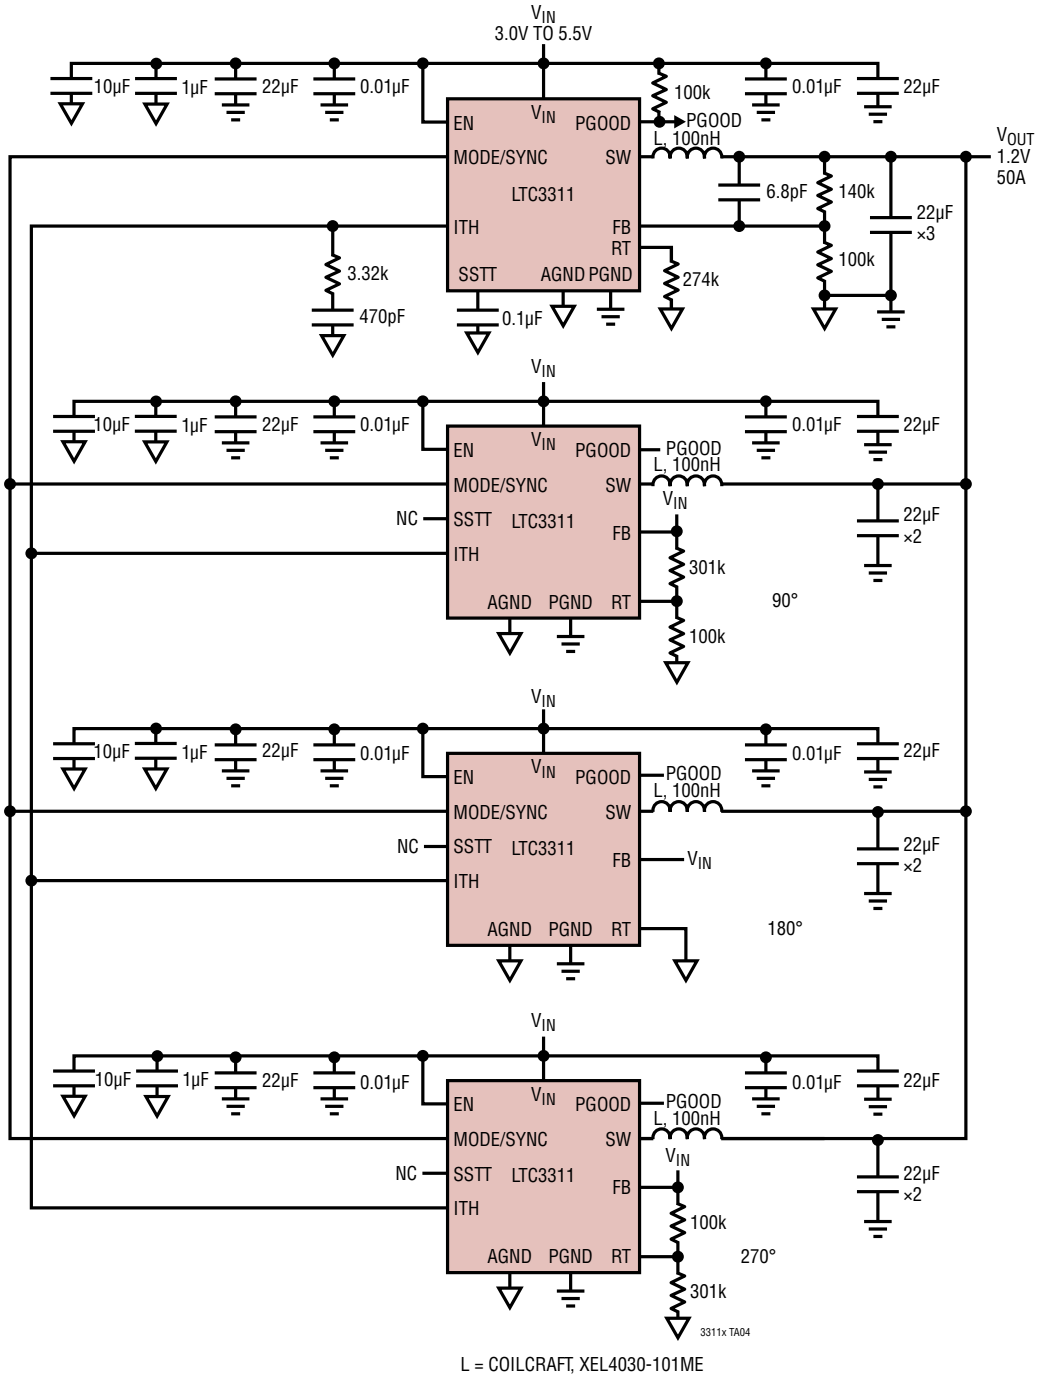 VIN
3.0V TO 5.5V
10µF
1µF
22µF
0.01µF
100k
0.01µF
22µF
EN
VIN
PGOOD
PGOOD
L, 100nH
MODE/SYNC
SW
VOUT
1.2V
50A
LTC3311
6.8pF
140k
22µF
×3
ITH
FB
RT
3.32k
100k
SSTT
AGND
PGND
274k
470pF
0.1µF
VIN
10µF
1µF
22µF
0.01µF
0.01µF
22µF
EN
VIN
PGOOD
PGOOD
L, 100nH
MODE/SYNC
SW
VIN
NC
SSTT
LTC3311
22µF
×2
FB
ITH
301k
AGND
PGND
RT
90°
100k
VIN
10µF
1µF
22µF
0.01µF
0.01µF
22µF
EN
VIN
PGOOD
PGOOD
L, 100nH
MODE/SYNC
SW
NC
SSTT
LTC3311
22µF
×2
FB
VIN
ITH
AGND
PGND
RT
180°
VIN
10µF
1µF
22µF
0.01µF
0.01µF
22µF
EN
VIN
PGOOD
PGOOD
L, 100nH
MODE/SYNC
SW
VIN
NC
SSTT
LTC3311
22µF
×2
FB
ITH
100k
AGND
PGND
RT
270°
301k
3311x TA04
L = COILCRAFT, XEL4030-101ME